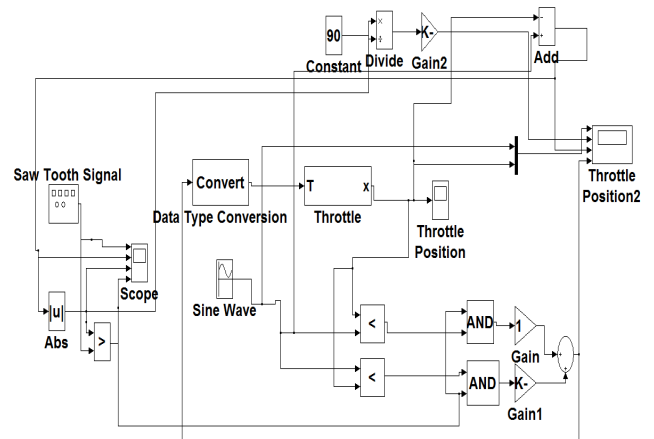 90
×
÷
K-
−
+
Constant
Divide
Gain2
Add
Saw Tooth Signal
Convert
T
x
Data Type Conversion
Throttle
Throttle
Position
Throttle
Position2
Scope
Sine Wave
|u|
Abs
>
<
<
AND
AND
1
Gain
K-
Gain1
+
+